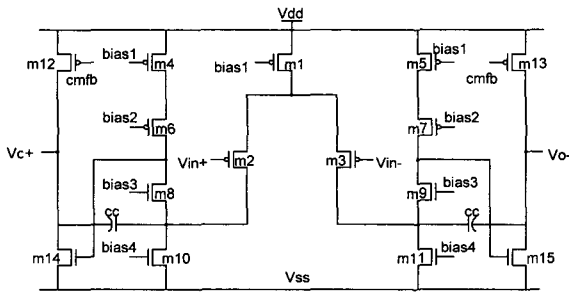 Vdd
m12
bias1
m4
bias1
m1
bias1
m5
m13
cmfb
cmfb
bias2
m6
bias2
m7
Vc+
Vin+
m2
m3
Vin-
Vo-
bias3
m8
bias3
m9
cc
cc
m14
bias4
m10
bias4
m11
m15
Vss